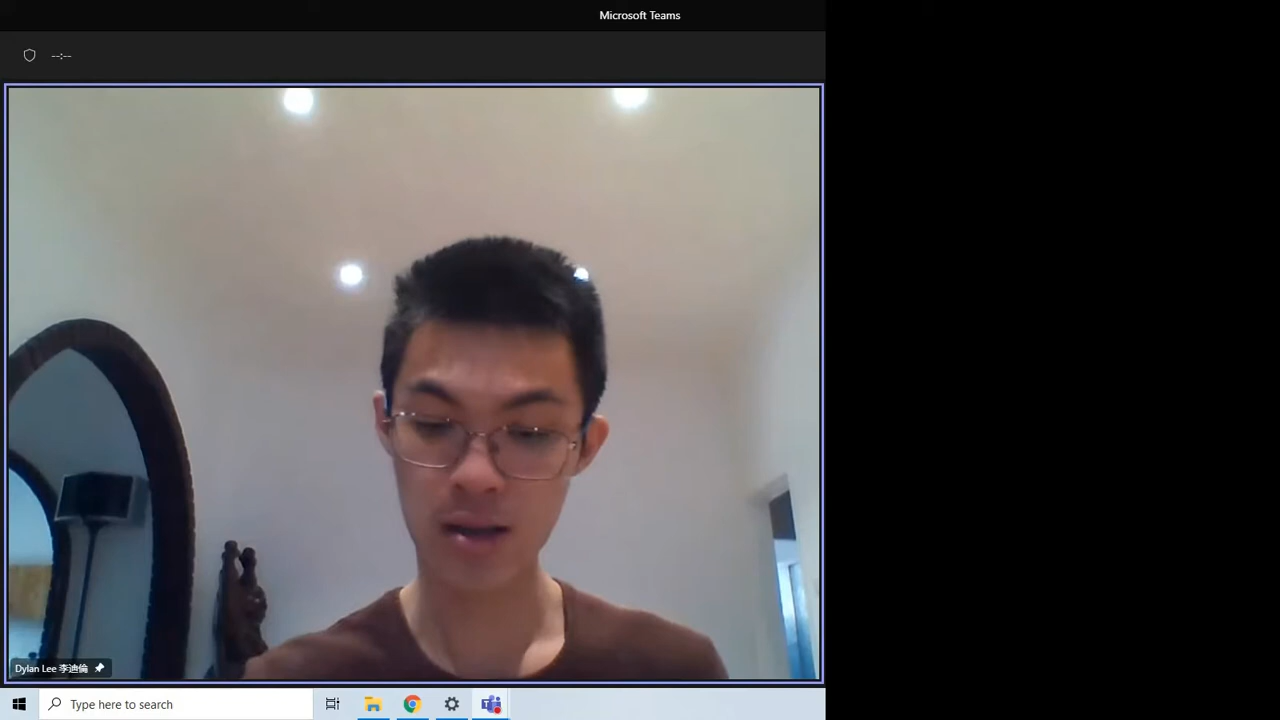 Microsoft Teams
--:--
Dylan Lee 李迪倫
Type here to search